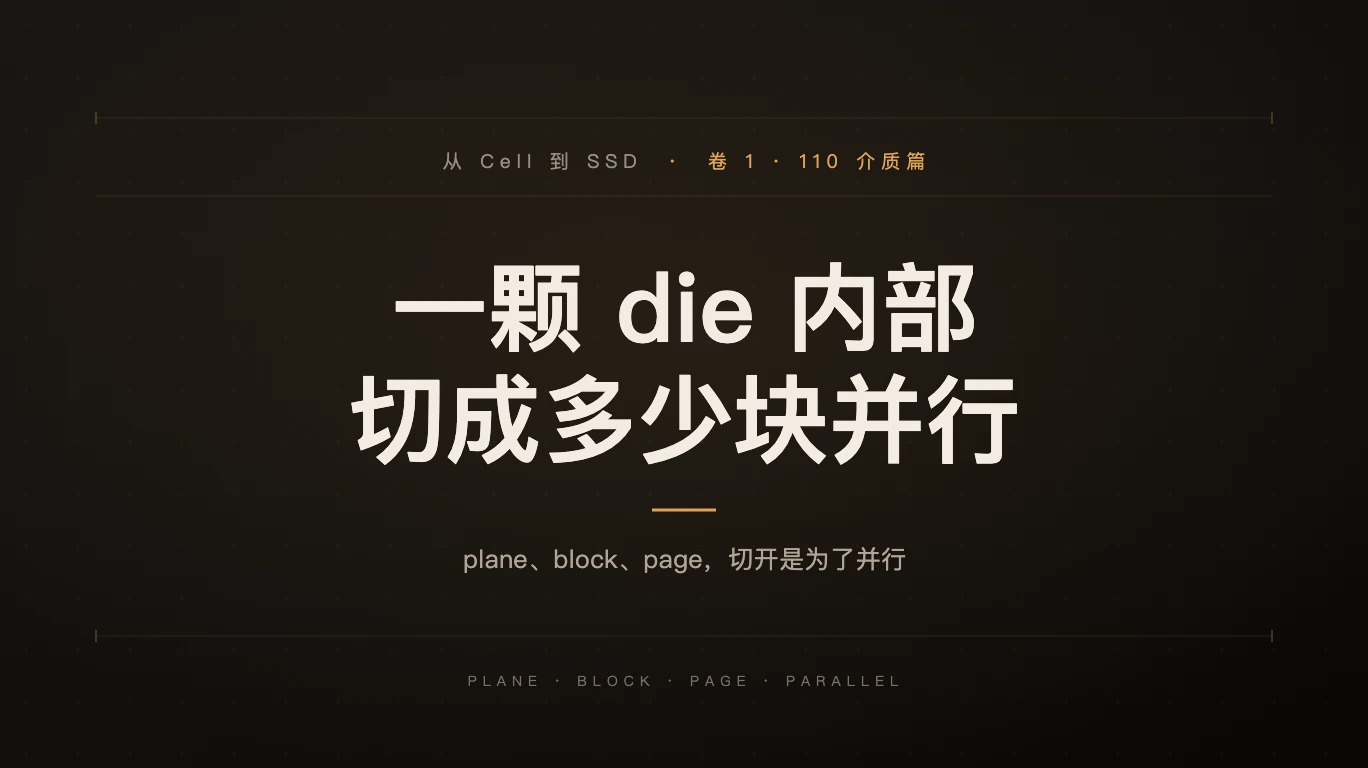 从 Cell 到 SSD · 卷 1 · 110 介质篇
一颗 die 内部
切成多少块并行
plane、block、page，切开是为了并行
PLANE · BLOCK · PAGE · PARALLEL